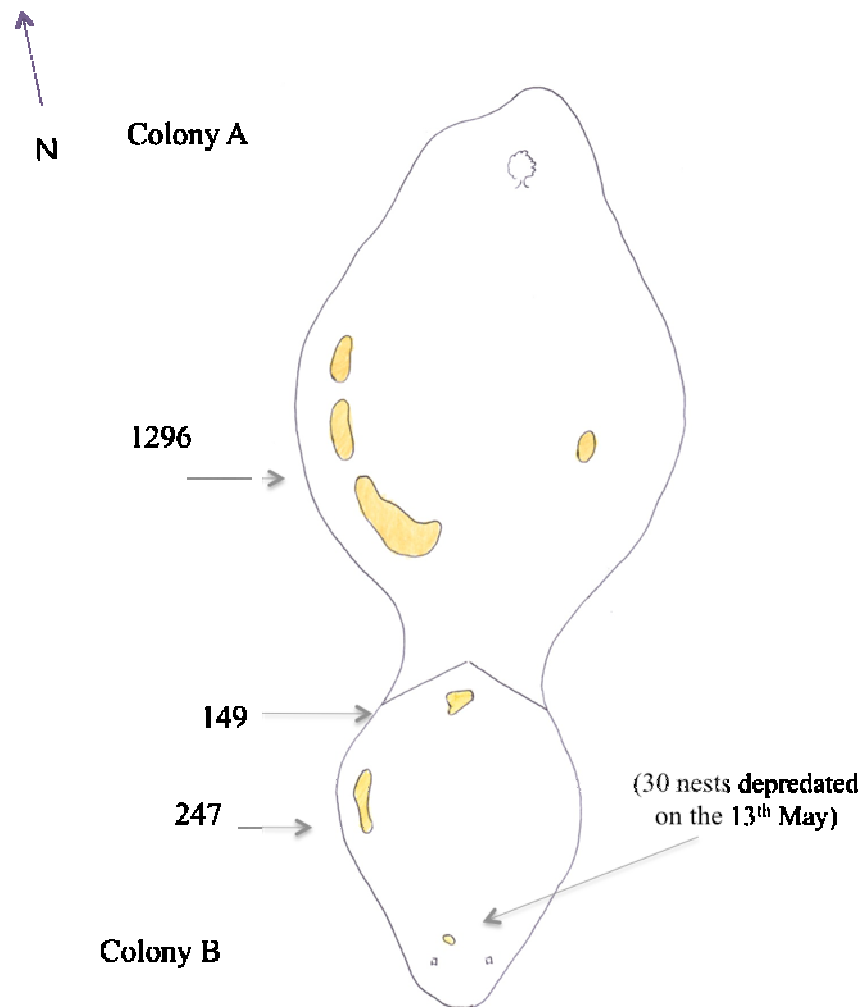 N
Colony A
1296
149
247
(30 nests depredated
on the 13th May)
Colony B